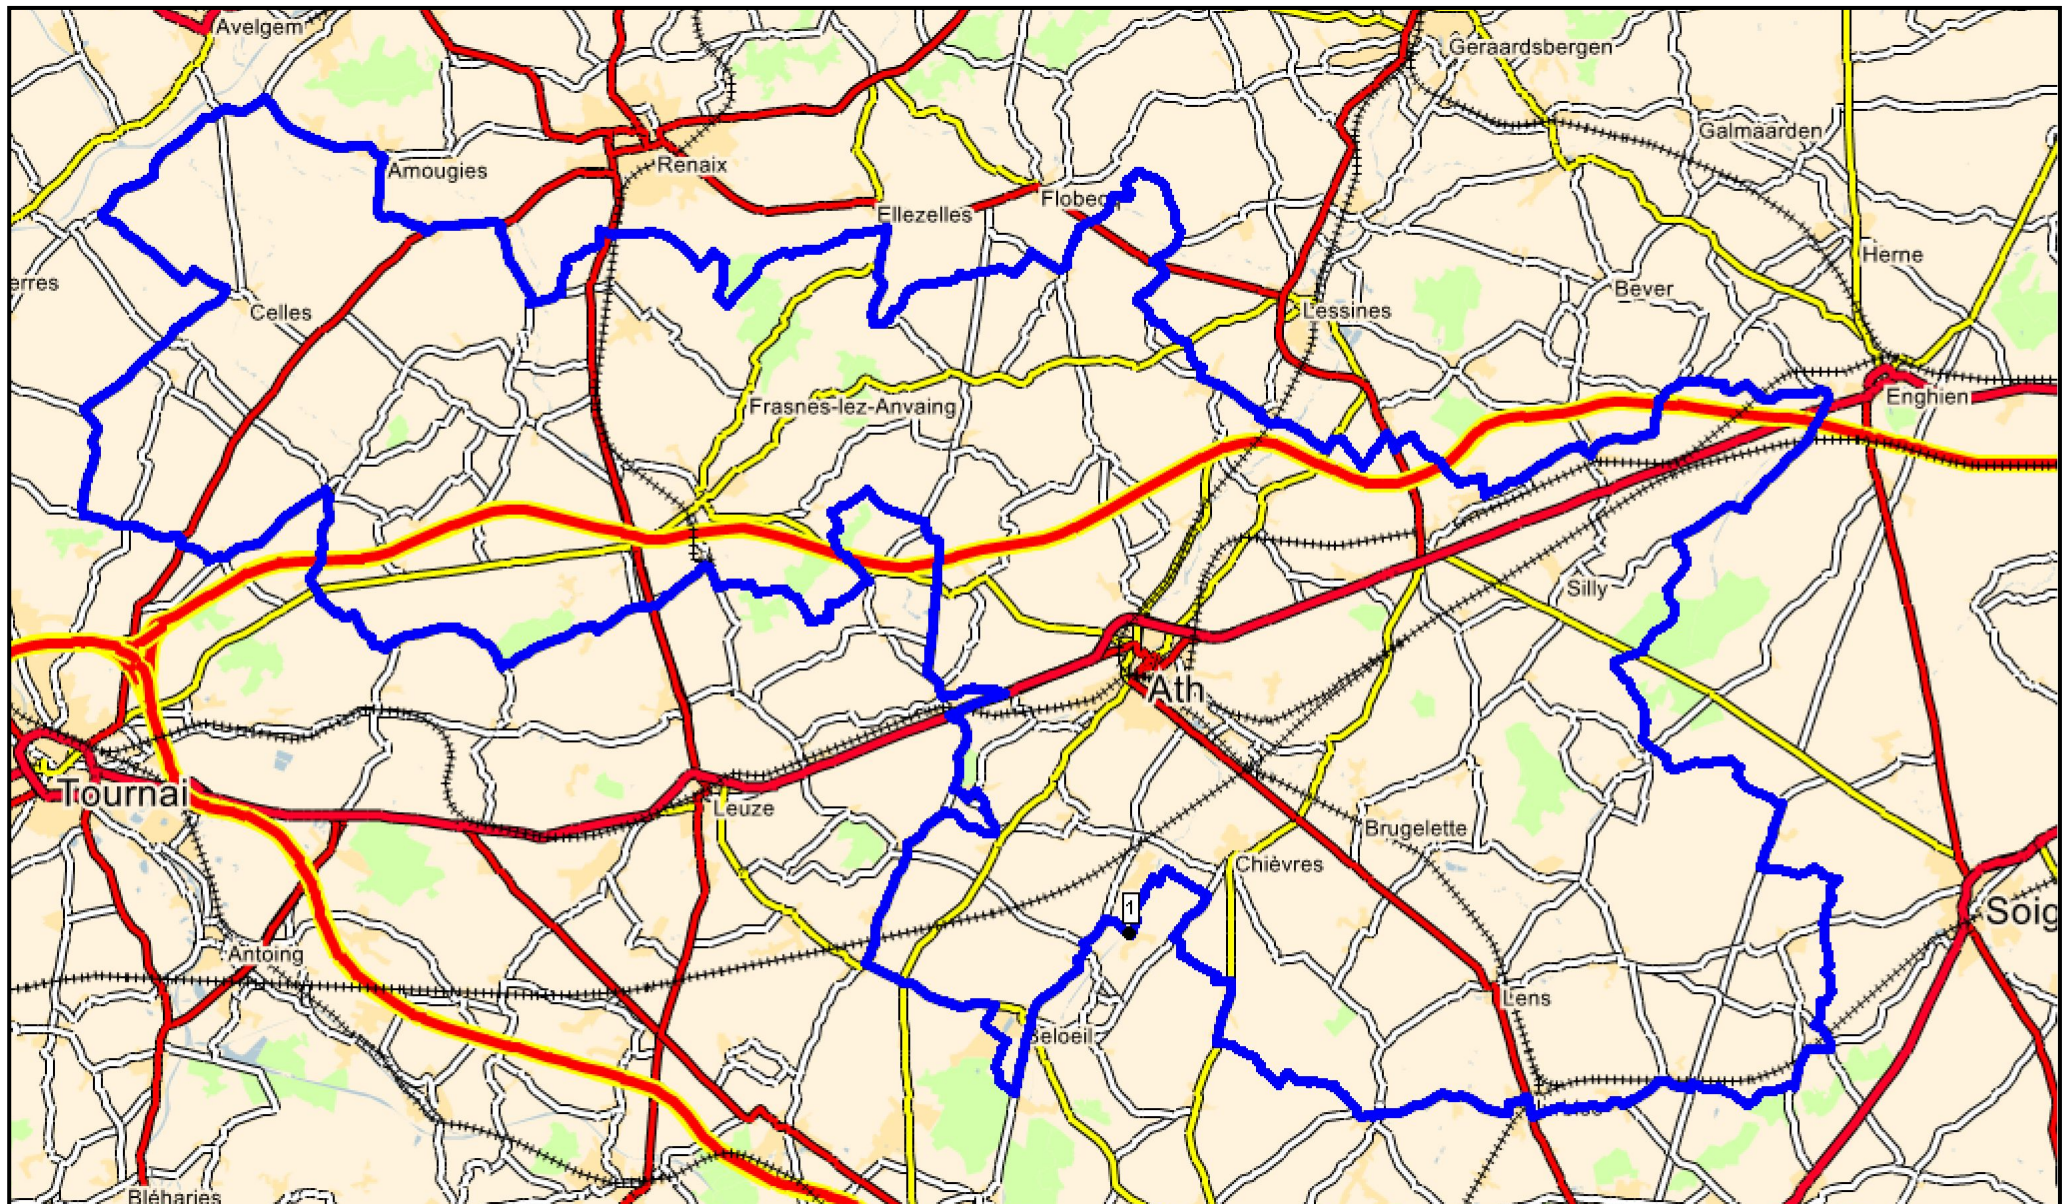 Avelgem
Geraardsbergen
Galmaarden
Amougies
Renaix
Ellezelles
Flobecq
Herne
erres
Bever
Celles
Lessines
Enghien
Frasnes-lez-Anvaing
Silly
Ath
Tournai
Leuze
Brugelette
Chièvres
1
Soig
Antoing
Lens
Beloeil
Bléharies